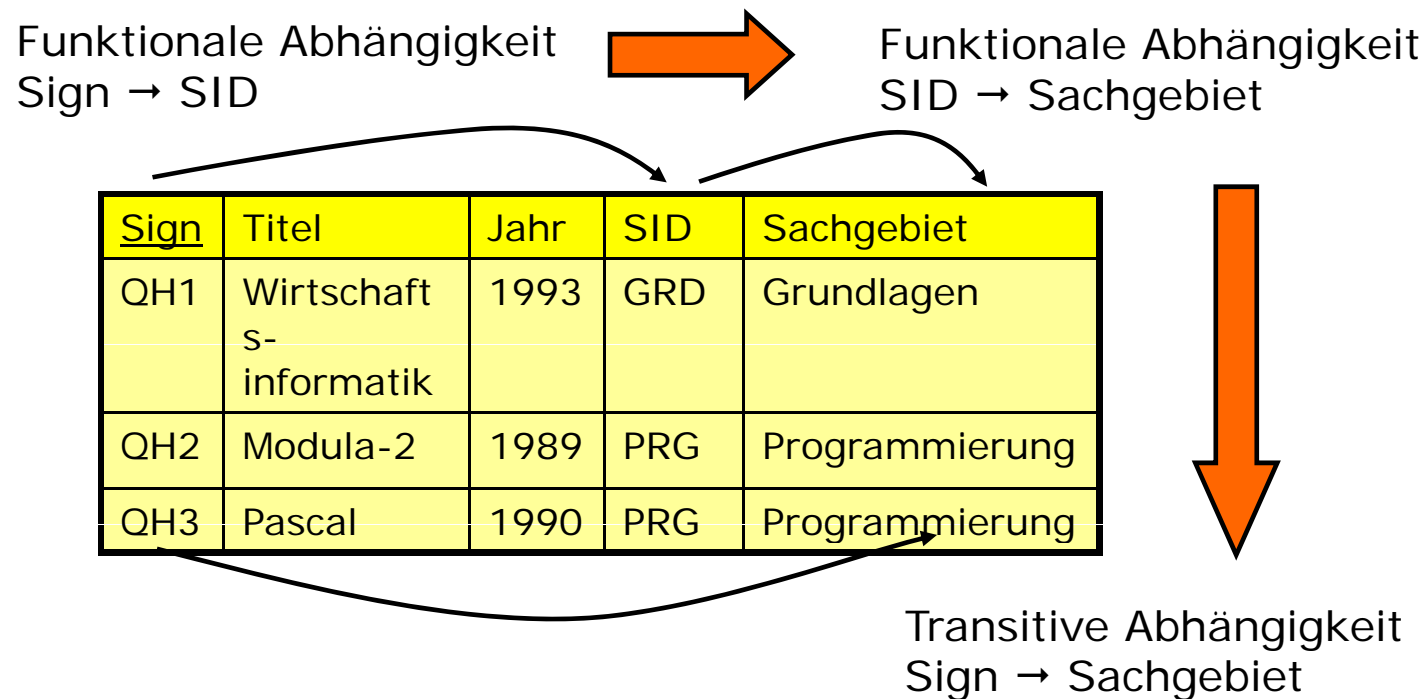 Funktionale Abhängigkeit
Sign → SID
Funktionale Abhängigkeit
SID → Sachgebiet
Sign Titel Jahr SID Sachgebiet
QH1 Wirtschaft 1993 GRD Grundlagen
s-
informatik
QH2 Modula-2 1989 PRG Programmierung
QH3 Pascal 1990 PRG Programmierung
Transitive Abhängigkeit
Sign → Sachgebiet